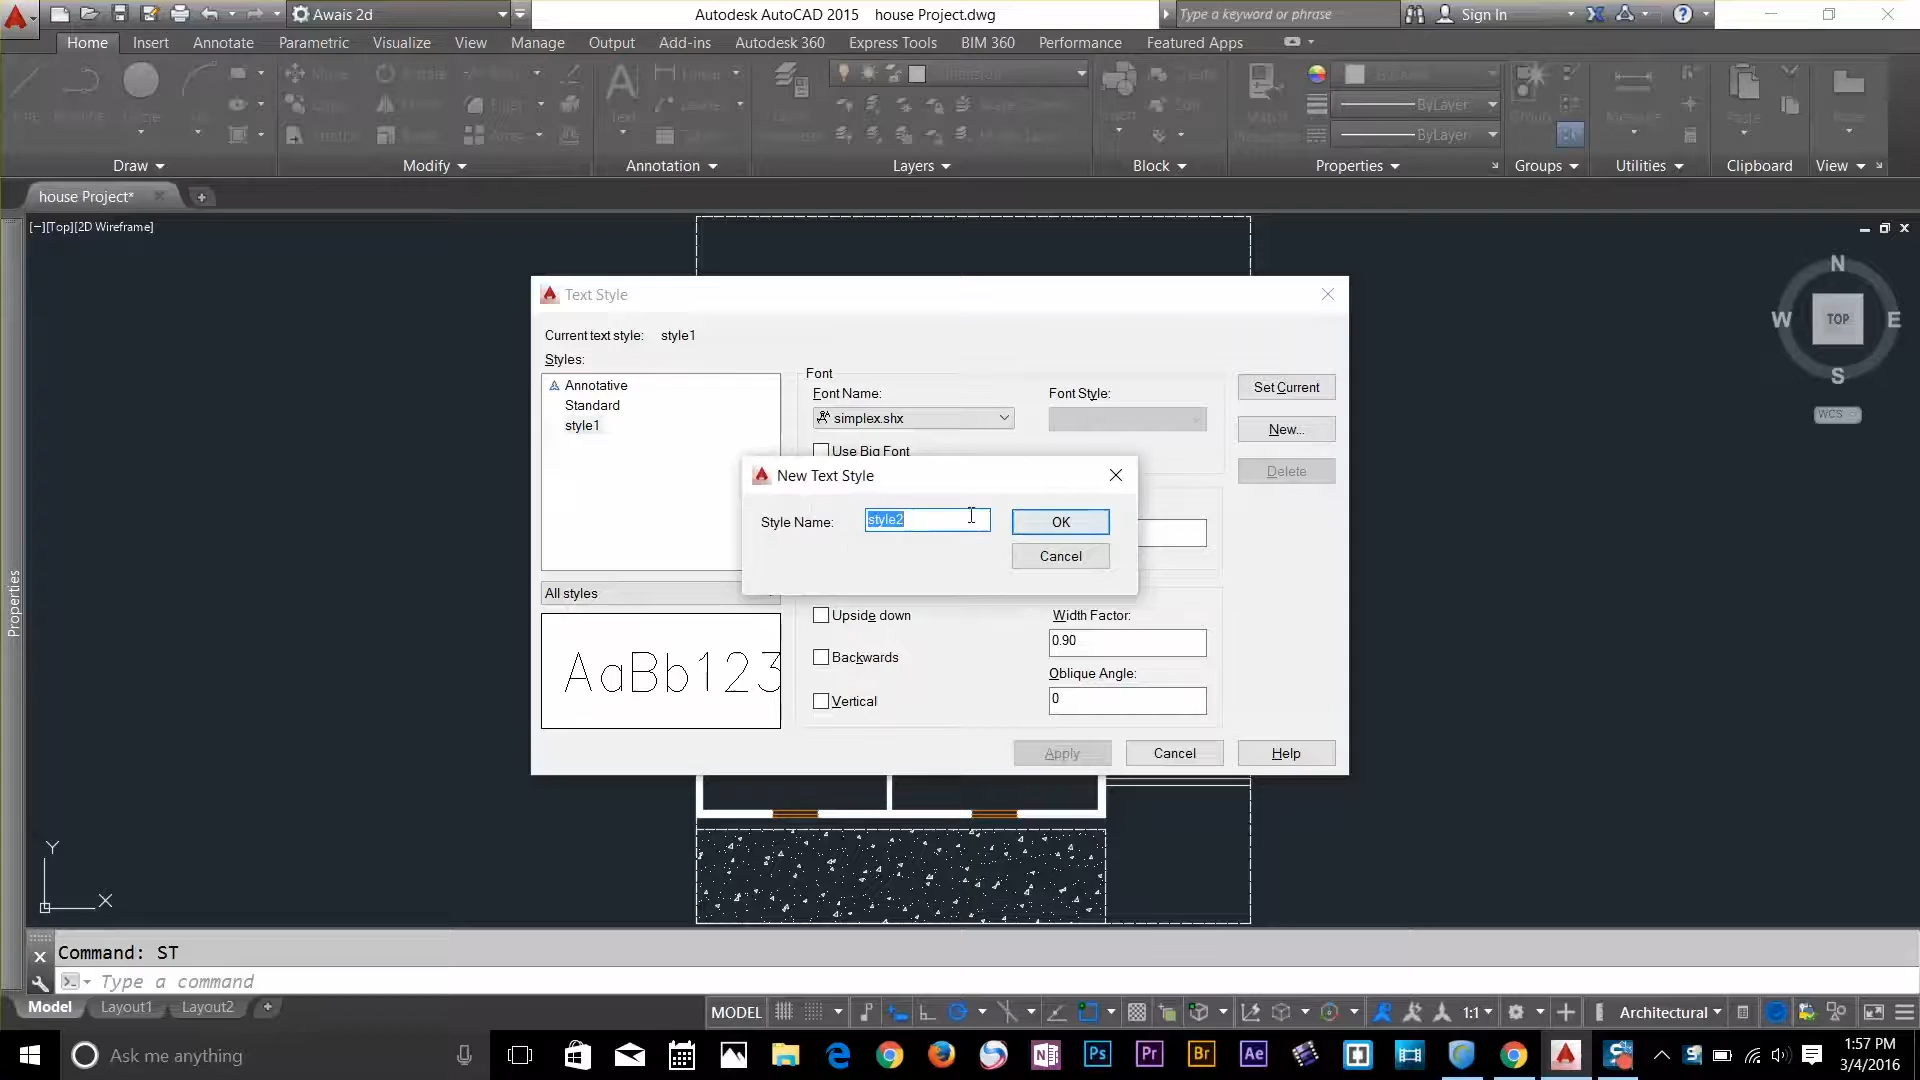 Awais 2d
Autodesk AutoCAD 2015 house Project.dwg
Type a keyword or phrase
Sign In
Home Insert Annotate Parametric Visualize View Manage Output Add-ins Autodesk 360 Express Tools BIM 360 Performance Featured Apps
ByLayer
ByLayer
Draw Modify Annotation Layers Block Properties Groups Utilities Clipboard View
house Project*
[−][Top][2D Wireframe]
N
W TOP E
S
WCS
Text Style
Current text style: style1
Styles:
Annotative
Standard
style1
Font
Font Name:
simplex.shx
Use Big Font
Font Style:
Set Current
New...
Delete
New Text Style
Style Name: style2
OK
Cancel
All styles
AaBb123
Upside down
Backwards
Vertical
Width Factor:
0.90
Oblique Angle:
0
Apply Cancel Help
Properties
Y
X
Command: ST
Type a command
Model Layout1 Layout2
MODEL
1:1
Architectural
Ask me anything
Ps Pr Br Ae
1:57 PM
3/4/2016